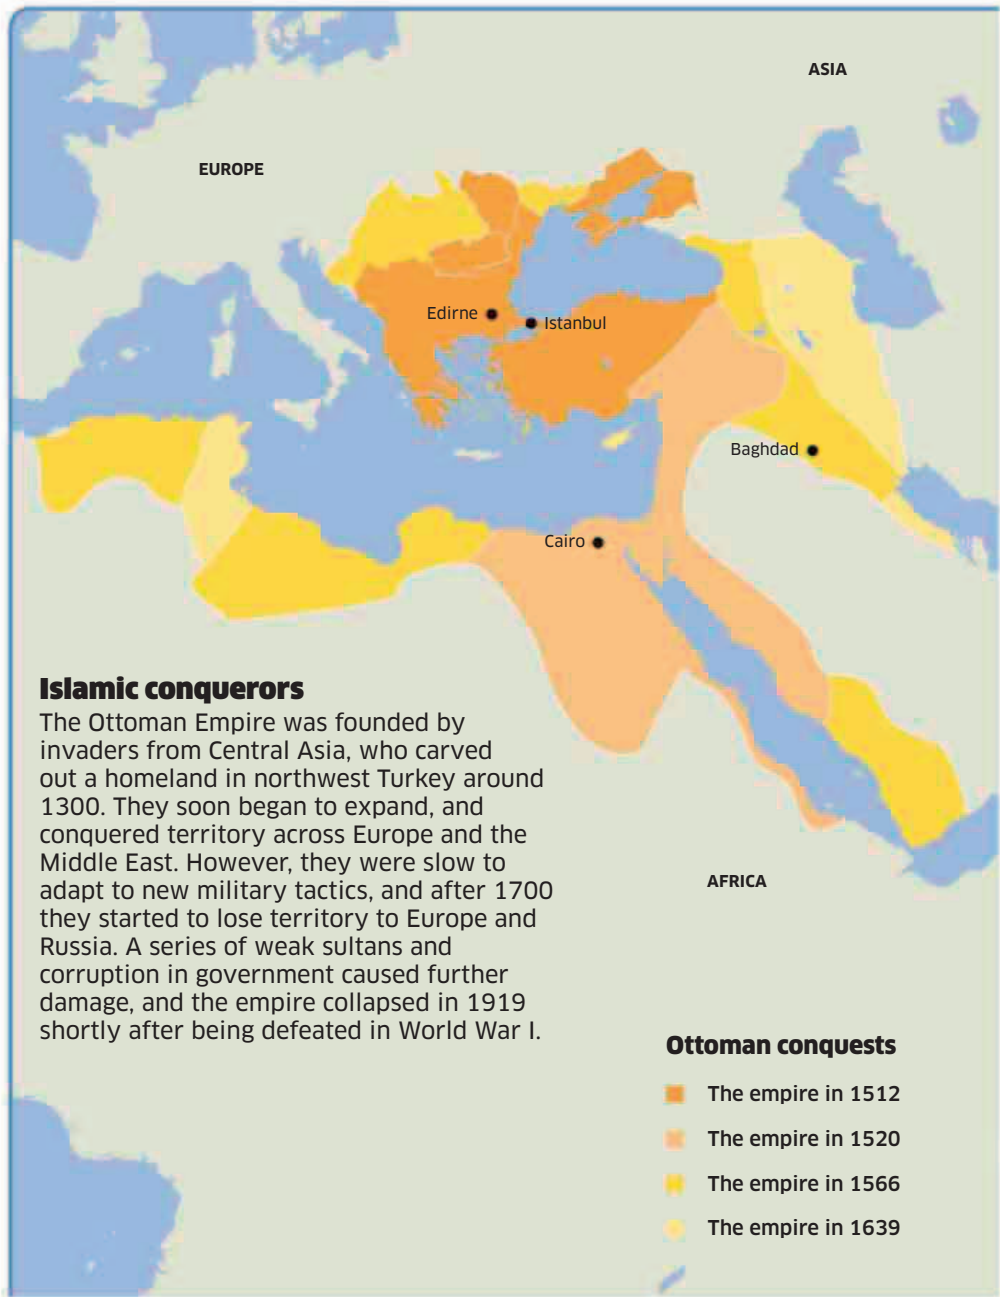 ASIA
EUROPE
Edirne
Istanbul
Baghdad
Cairo
Islamic conquerors
The Ottoman Empire was founded by
invaders from Central Asia, who carved
out a homeland in northwest Turkey around
1300. They soon began to expand, and
conquered territory across Europe and the
Middle East. However, they were slow to
adapt to new military tactics, and after 1700
they started to lose territory to Europe and
Russia. A series of weak sultans and
corruption in government caused further
damage, and the empire collapsed in 1919
shortly after being defeated in World War I.
AFRICA
Ottoman conquests
The empire in 1512
The empire in 1520
The empire in 1566
The empire in 1639